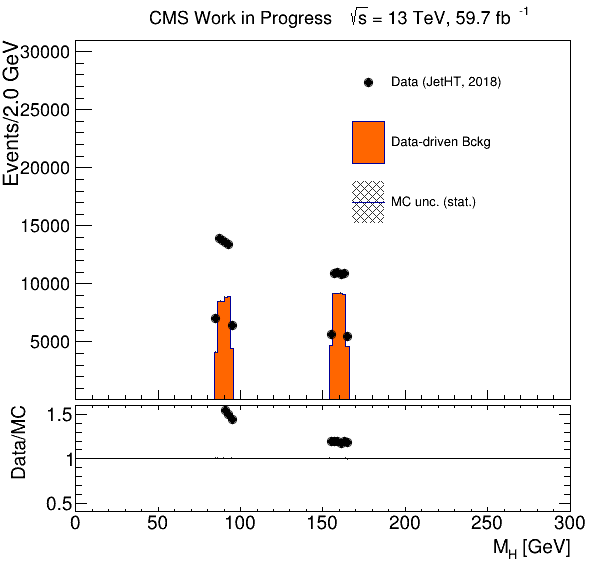 CMS Work in Progress √s = 13 TeV, 59.7 fb⁻¹
Events/2.0 GeV
30000
25000
20000
15000
10000
5000
Data (JetHT, 2018)
Data-driven Bckg
MC unc. (stat.)
Data/MC
1.5
1
0.5
0 50 100 150 200 250 300
M_H [GeV]